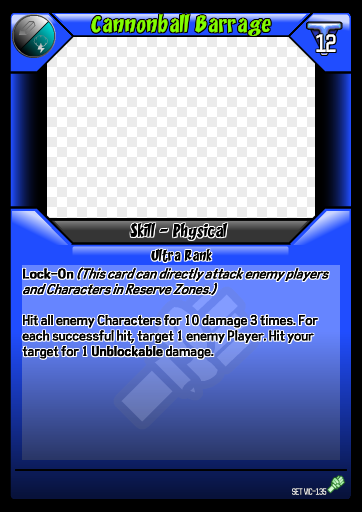 Cannonball Barrage
12
Skill - Physical
Ultra Rank
Lock-On (This card can directly attack enemy players
and Characters in Reserve Zones.)
Hit all enemy Characters for 10 damage 3 times. For
each successful hit, target 1 enemy Player. Hit your
target for 1 Unblockable damage.
SET VIC-135